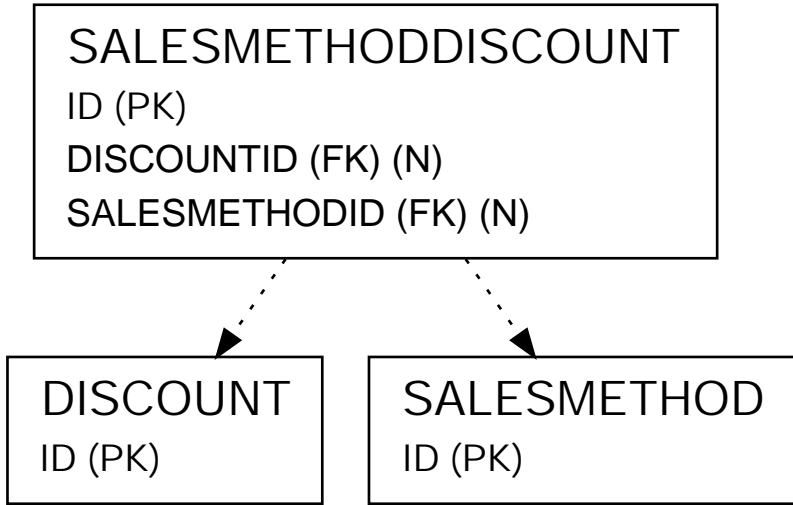 SALESMETHODDISCOUNT
ID (PK)
DISCOUNTID (FK) (N)
SALESMETHODID (FK) (N)
DISCOUNT
ID (PK)
SALESMETHOD
ID (PK)